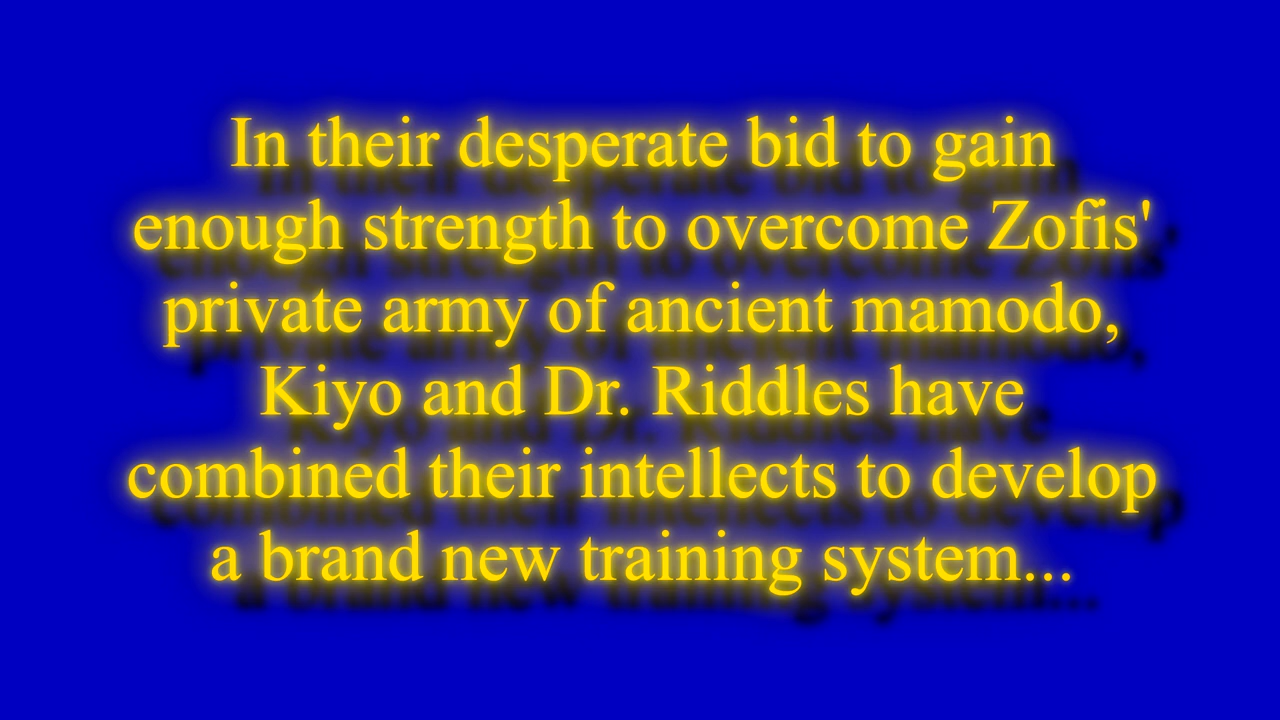 In their desperate bid to gain
enough strength to overcome Zofis'
private army of ancient mamodo,
Kiyo and Dr. Riddles have
combined their intellects to develop
a brand new training system...